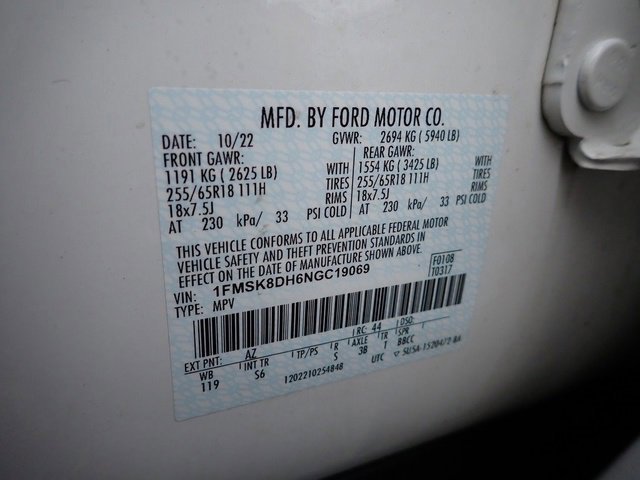 MFD. BY FORD MOTOR CO.
DATE: 10/22 GVWR: 2694 KG ( 5940 LB)
FRONT GAWR: REAR GAWR:
1191 KG ( 2625 LB) WITH 1554 KG ( 3425 LB) WITH
255/65R18 111H TIRES 255/65R18 111H TIRES
18x7.5J RIMS 18x7.5J RIMS
AT 230 kPa/ 33 PSI COLD AT 230 kPa/ 33 PSI COLD
THIS VEHICLE CONFORMS TO ALL APPLICABLE FEDERAL MOTOR
VEHICLE SAFETY AND THEFT PREVENTION STANDARDS IN
EFFECT ON THE DATE OF MANUFACTURE SHOWN ABOVE.
VIN: 1FMSK8DH6NGC19069 F0108
TYPE: MPV T0317
EXT PNT: AZ RC: 44 DSO:
WB INT TR TP/PS R AXLE TR SPR
119 S6 S 3B T BBCC
1202210254848 UTC